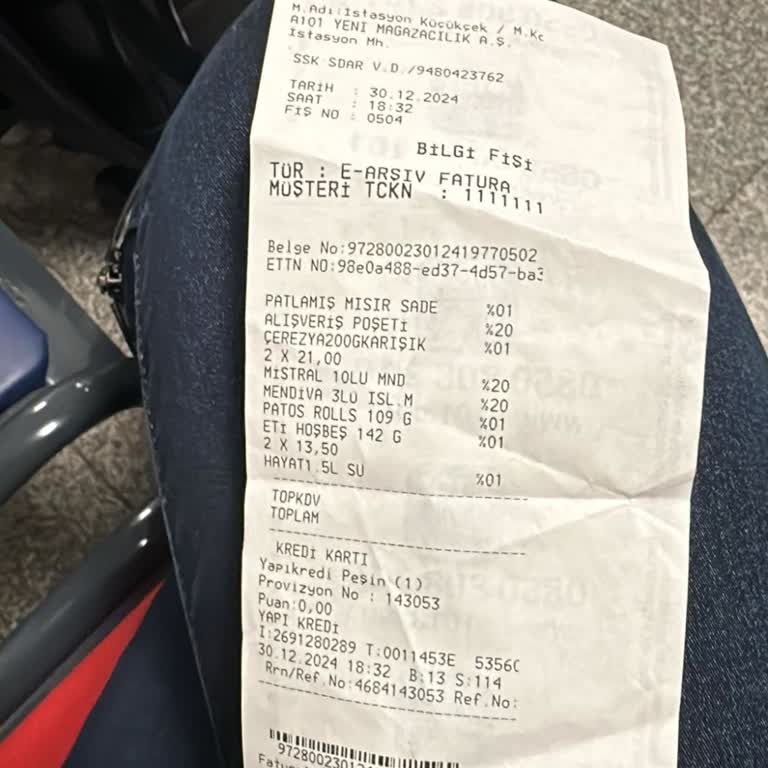 M.Adı:İstasyon Küçükçek / M.Kc
A101 YENİ MAGAZACILIK A.Ş.
İstasyon Mh.
SSK SDAR V.D./9480423762
TARİH : 30.12.2024
SAAT : 18:32
FİŞ NO : 0504
BİLGİ FİŞİ
TÜR : E-ARŞİV FATURA
MÜŞTERİ TCKN : 1111111
Belge No:97280023012419770502
ETTN NO:98e0a488-ed37-4d57-ba3
PATLAMIŞ MISIR SADE %01
ALIŞVERİŞ POŞETİ %20
ÇEREZYA200GKARIŞIK %01
2 X 21,00
MİSTRAL 10LU MND %20
MENDİVA 3LÜ ISL.M %20
PATOS ROLLS 109 G %01
ETİ HOŞBEŞ 142 G %01
2 X 13,50
HAYAT1.5L SU %01
TOPKDV
TOPLAM
KREDİ KARTI
Yapıkredi Peşin (1)
Provizyon No : 143053
Puan:0,00
YAPI KREDİ
I:2691280289 T:0011453E 5356
30.12.2024 18:32 B:13 S:114
Rrn/Ref.No:4684143053 Ref.No:
972800230124